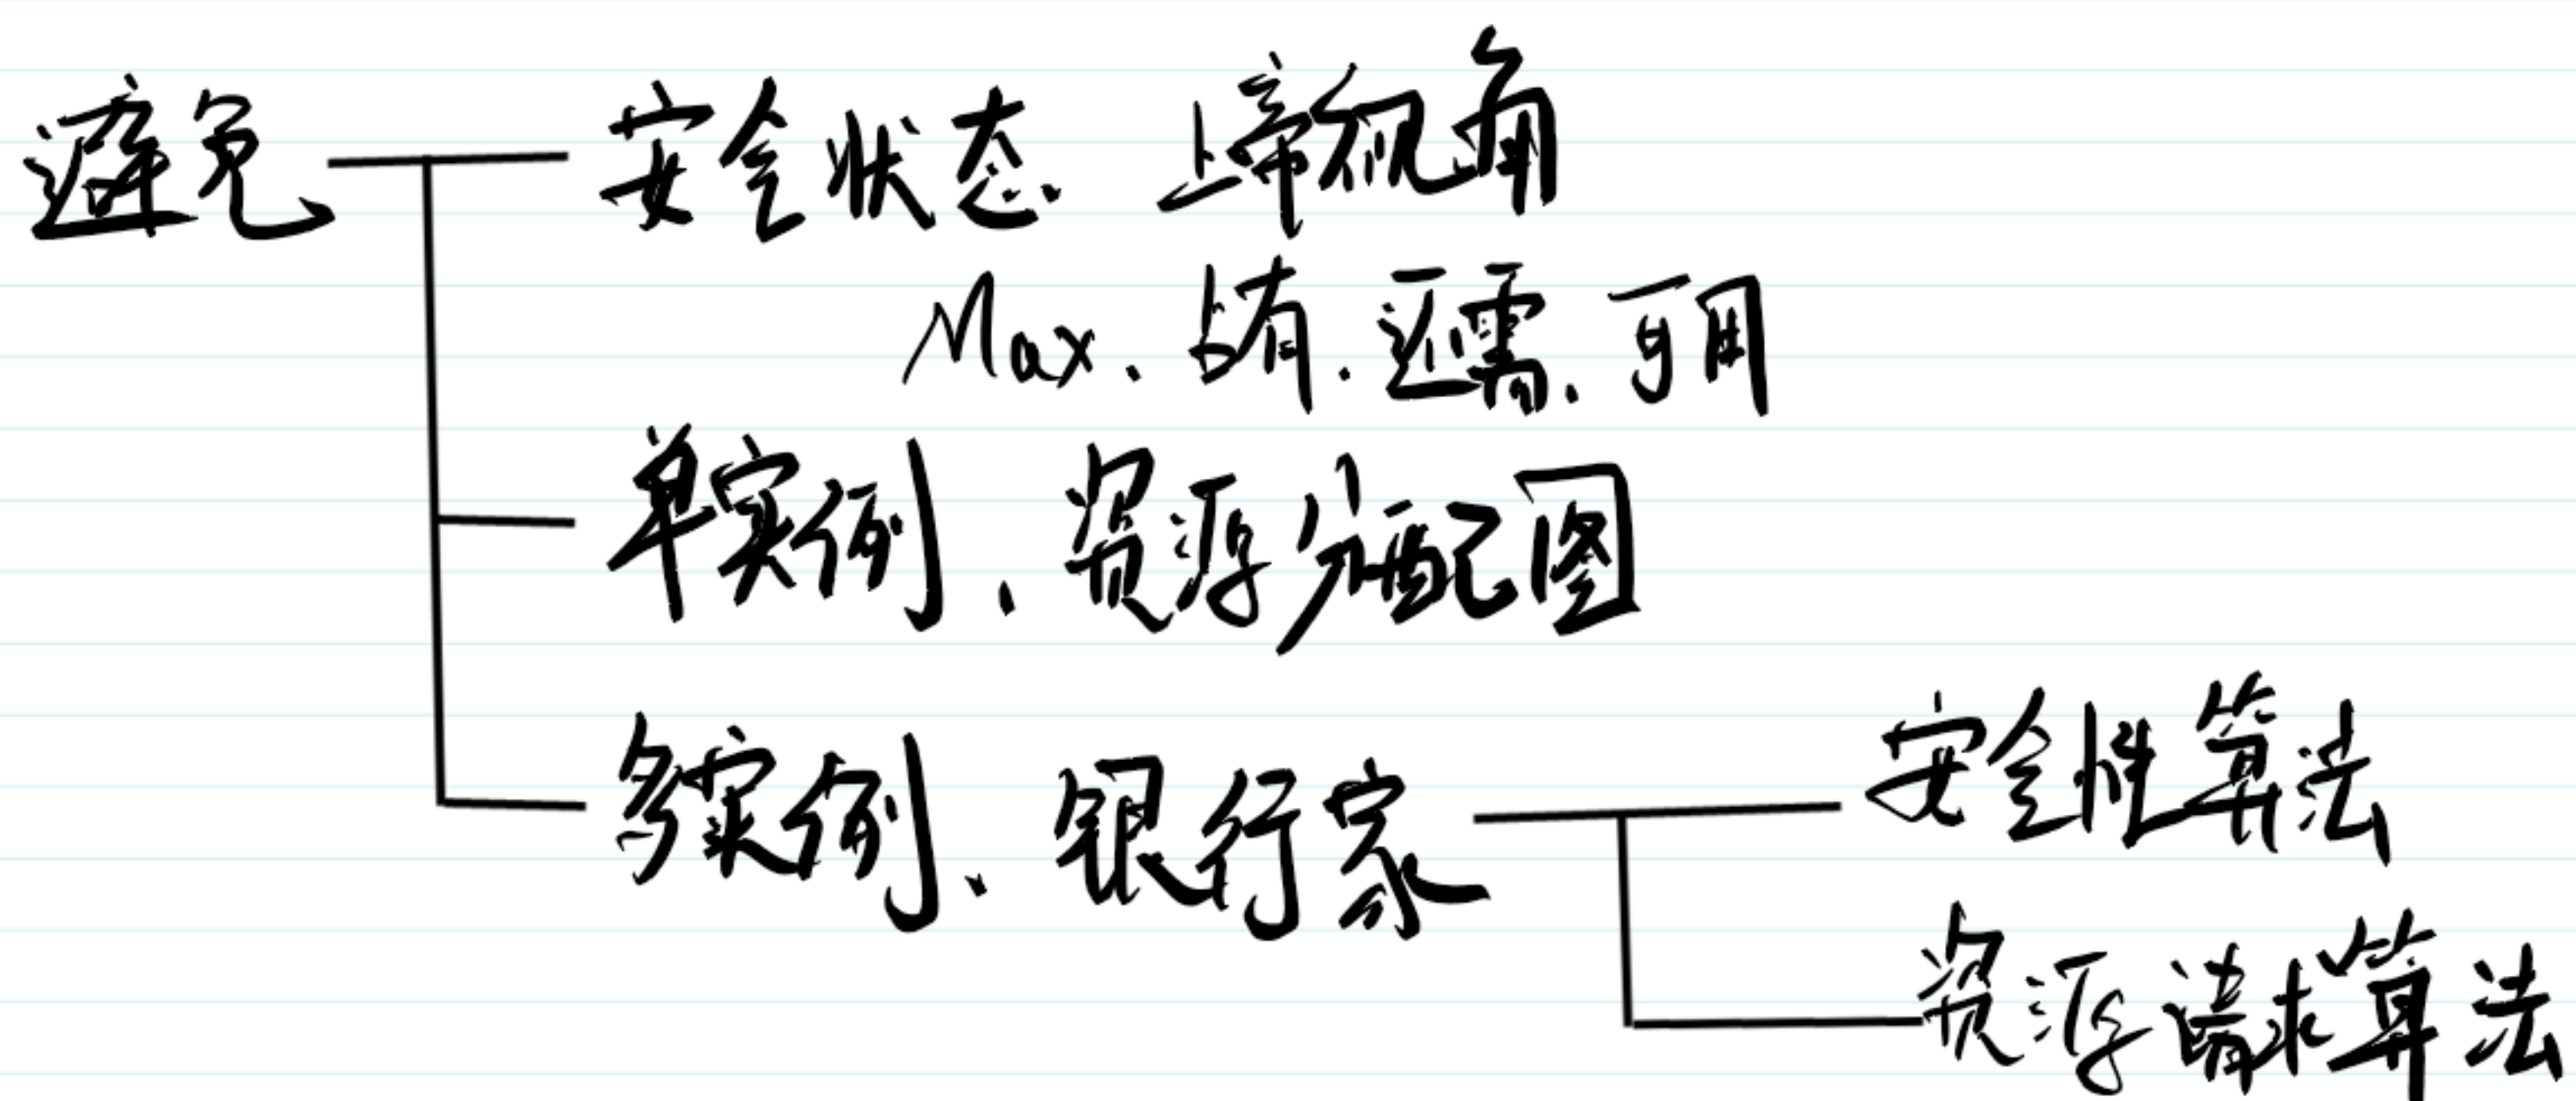 避免 安全状态 上帝视角
Max、占有、还需、可用
单实例、资源分配图
多实例、银行家 安全性算法
资源请求算法